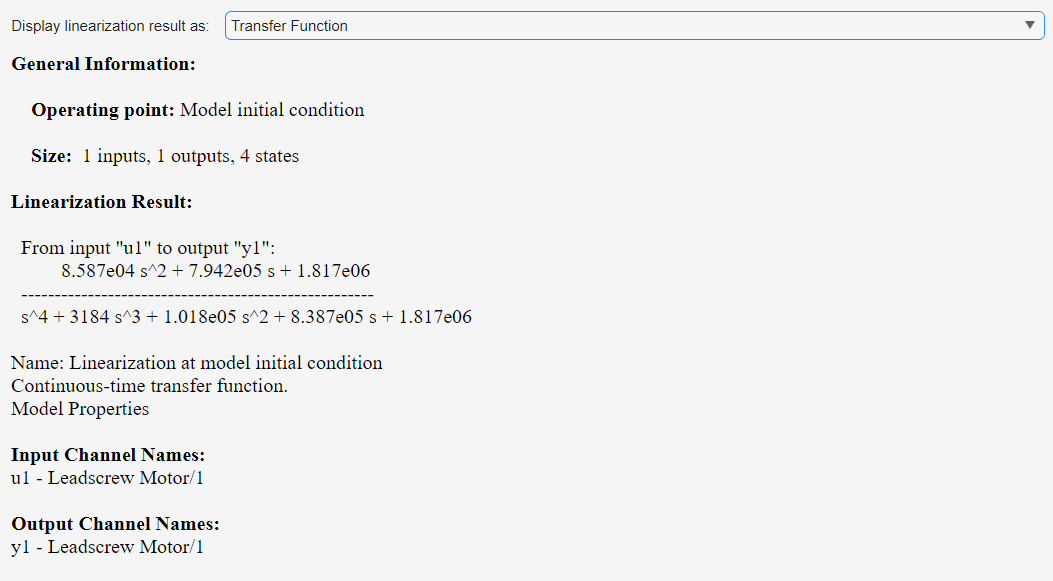 Display linearization result as: Transfer Function
General Information:
Operating point: Model initial condition
Size: 1 inputs, 1 outputs, 4 states
Linearization Result:
From input "u1" to output "y1":
8.587e04 s^2 + 7.942e05 s + 1.817e06
-----------------------------------------------------
s^4 + 3184 s^3 + 1.018e05 s^2 + 8.387e05 s + 1.817e06
Name: Linearization at model initial condition
Continuous-time transfer function.
Model Properties
Input Channel Names:
u1 - Leadscrew Motor/1
Output Channel Names:
y1 - Leadscrew Motor/1